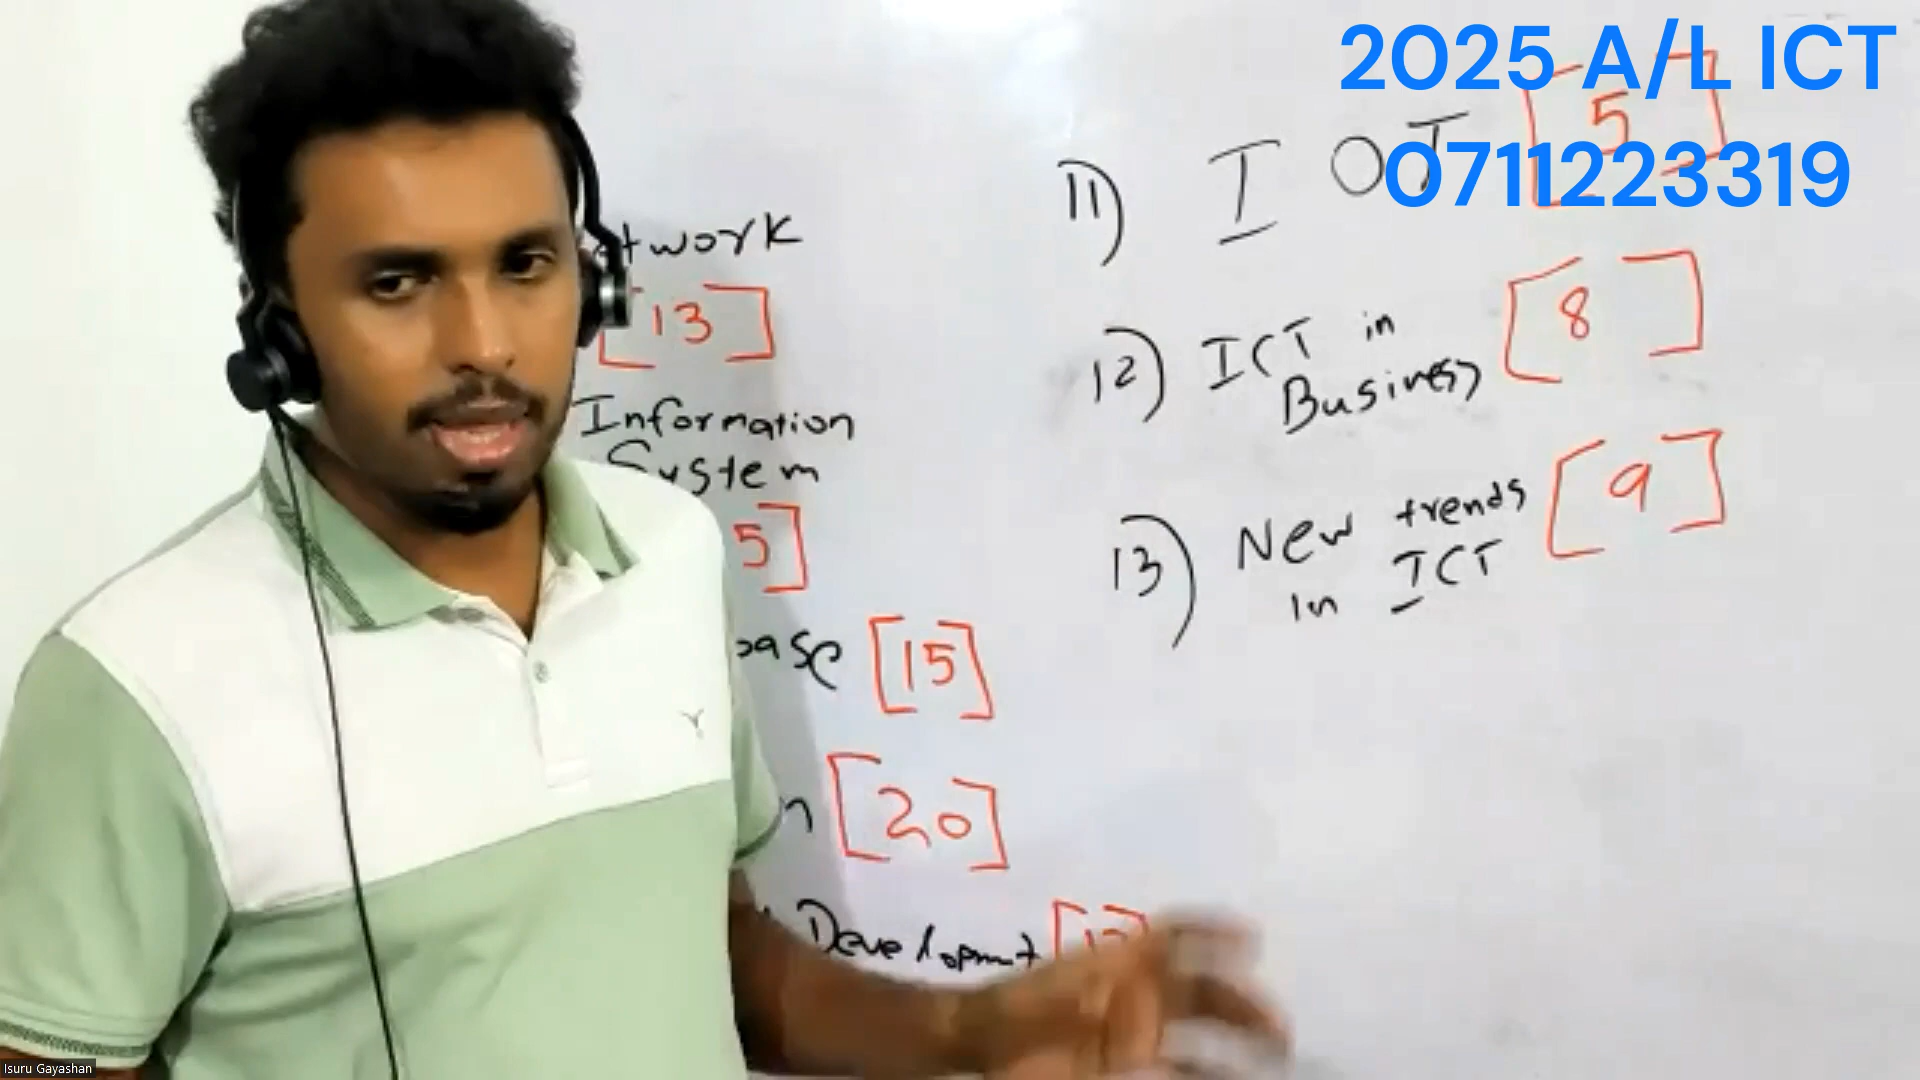 2025 A/L ICT
0711223319
11) IOT [5]
12) ICT in
Business [8]
13) New trends
in ICT [9]
[13]
Information
System
5]
[15]
[20]
Development
Isuru Gayashan